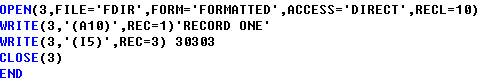 OPEN(3,FILE='FDIR',FORM='FORMATTED',ACCESS='DIRECT',RECL=10)
WRITE(3,'(A10)',REC=1)'RECORD ONE'
WRITE(3,'(I5)',REC=3) 30303
CLOSE(3)
END